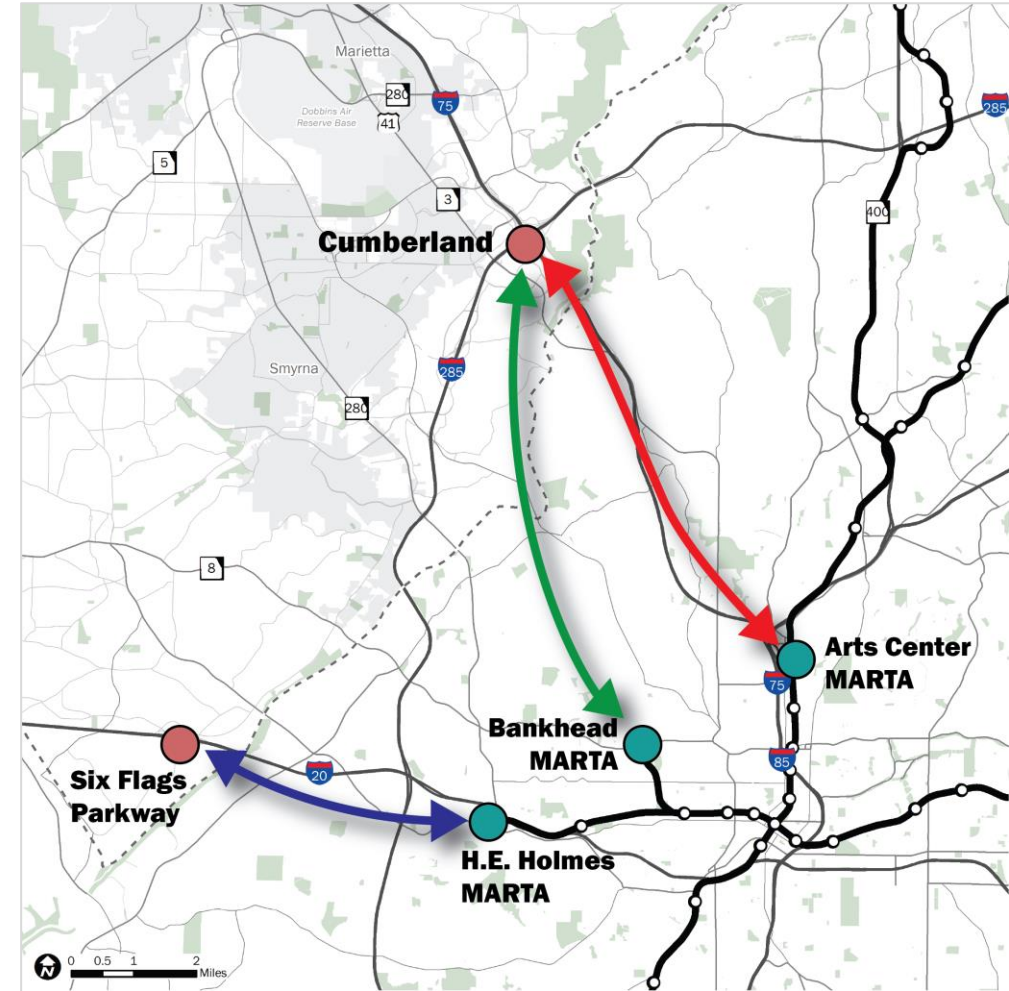 Marietta
280
75
Dobbins Air
Reserve Base
41
285
5
3
400
Cumberland
285
Smyrna
280
8
Arts Center
MARTA
75
Bankhead
MARTA
85
Six Flags
Parkway
20
H.E. Holmes
MARTA
N
0 0.5 1 2
Miles